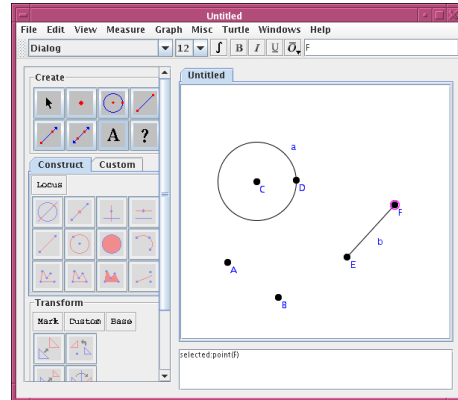 Untitled
File Edit View Measure Graph Misc Turtle Windows Help
Dialog 12 ∫ B I U O F
Create
A ?
Construct Custom
Locus
Transform
Mark Custom Base
Untitled
a
C D
F
b
E
A
B
selected:point(F)